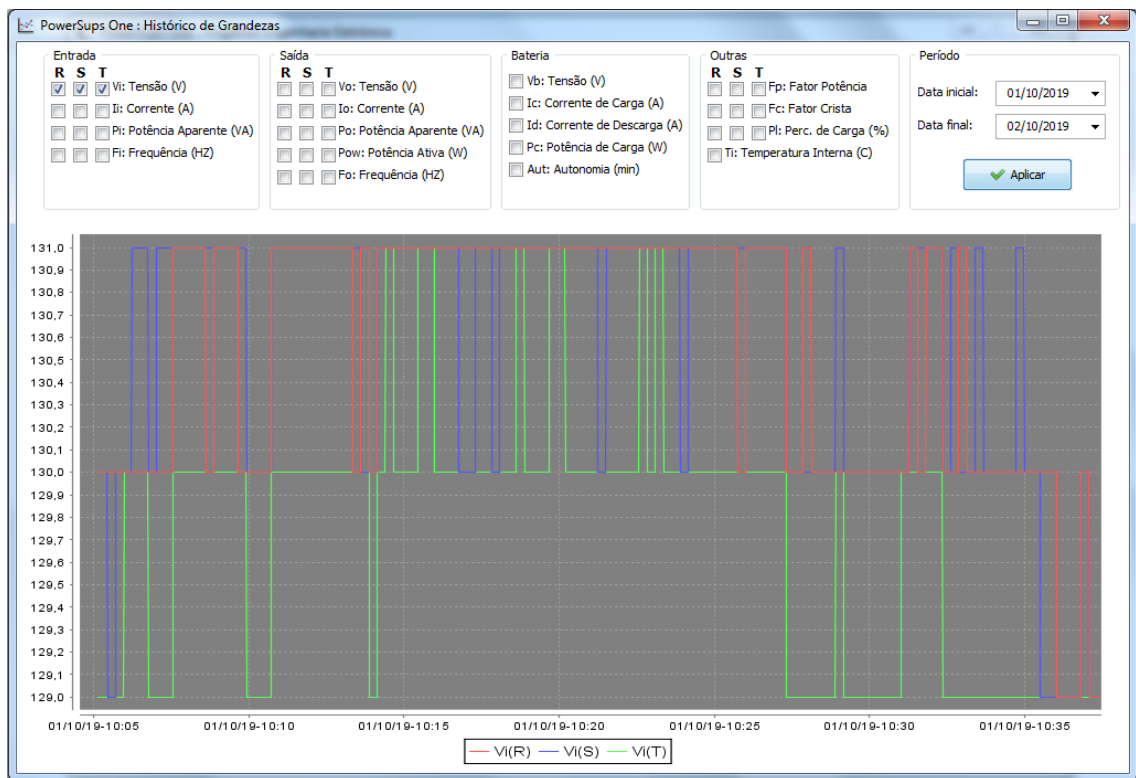 PowerSups One : Histórico de Grandezas
Entrada
R S T
Vi: Tensão (V)
Ii: Corrente (A)
Pi: Potência Aparente (VA)
Fi: Frequência (HZ)
Saída
R S T
Vo: Tensão (V)
Io: Corrente (A)
Po: Potência Aparente (VA)
Pow: Potência Ativa (W)
Fo: Frequência (HZ)
Bateria
Vb: Tensão (V)
Ic: Corrente de Carga (A)
Id: Corrente de Descarga (A)
Pc: Potência de Carga (W)
Aut: Autonomia (min)
Outras
R S T
Fp: Fator Potência
Fc: Fator Crista
Pl: Perc. de Carga (%)
Ti: Temperatura Interna (C)
Período
Data inicial: 01/10/2019
Data final: 02/10/2019
Aplicar
131,0
130,9
130,8
130,7
130,6
130,5
130,4
130,3
130,2
130,1
130,0
129,9
129,8
129,7
129,6
129,5
129,4
129,3
129,2
129,1
129,0
01/10/19-10:05 01/10/19-10:10 01/10/19-10:15 01/10/19-10:20 01/10/19-10:25 01/10/19-10:30 01/10/19-10:35
Vi(R) Vi(S) Vi(T)